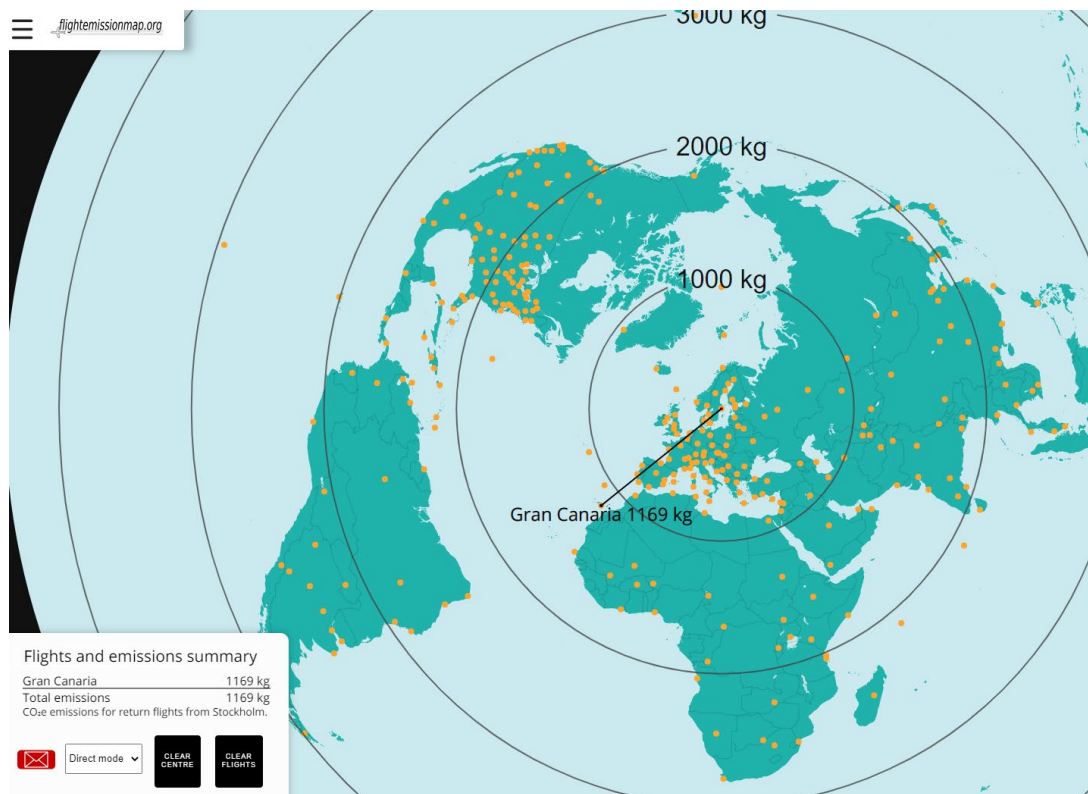 flightemissionmap.org
3000 kg
2000 kg
1000 kg
Gran Canaria 1169 kg
Flights and emissions summary
Gran Canaria 1169 kg
Total emissions 1169 kg
CO₂e emissions for return flights from Stockholm.
Direct mode
CLEAR
CENTRE
CLEAR
FLIGHTS